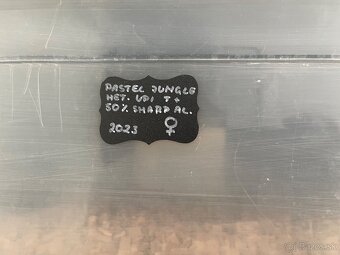 PASTEL JUNGLE
HET. VPI T+
50% SHARP AL.
2023 ♀